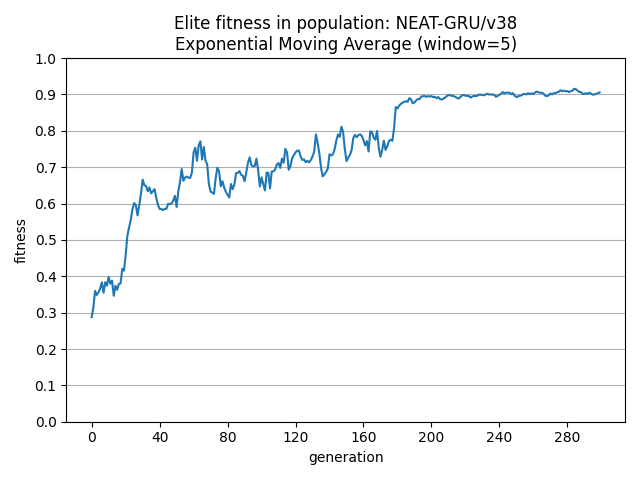 Elite fitness in population: NEAT-GRU/v38
Exponential Moving Average (window=5)
fitness
1.0
0.9
0.8
0.7
0.6
0.5
0.4
0.3
0.2
0.1
0.0
0 40 80 120 160 200 240 280
generation